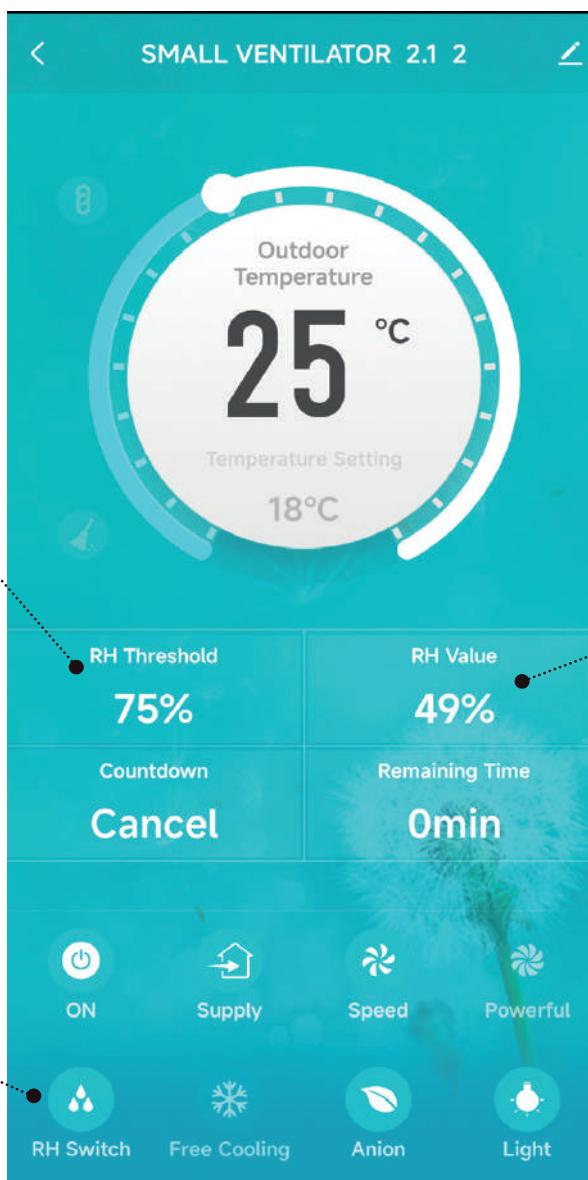 SMALL VENTILATOR 2.1 2
Outdoor
Temperature
25 °C
Temperature Setting
18°C
RH Threshold
RH Value
75%
49%
Countdown
Remaining Time
Cancel
0min
ON
Supply
Speed
Powerful
RH Switch
Free Cooling
Anion
Light